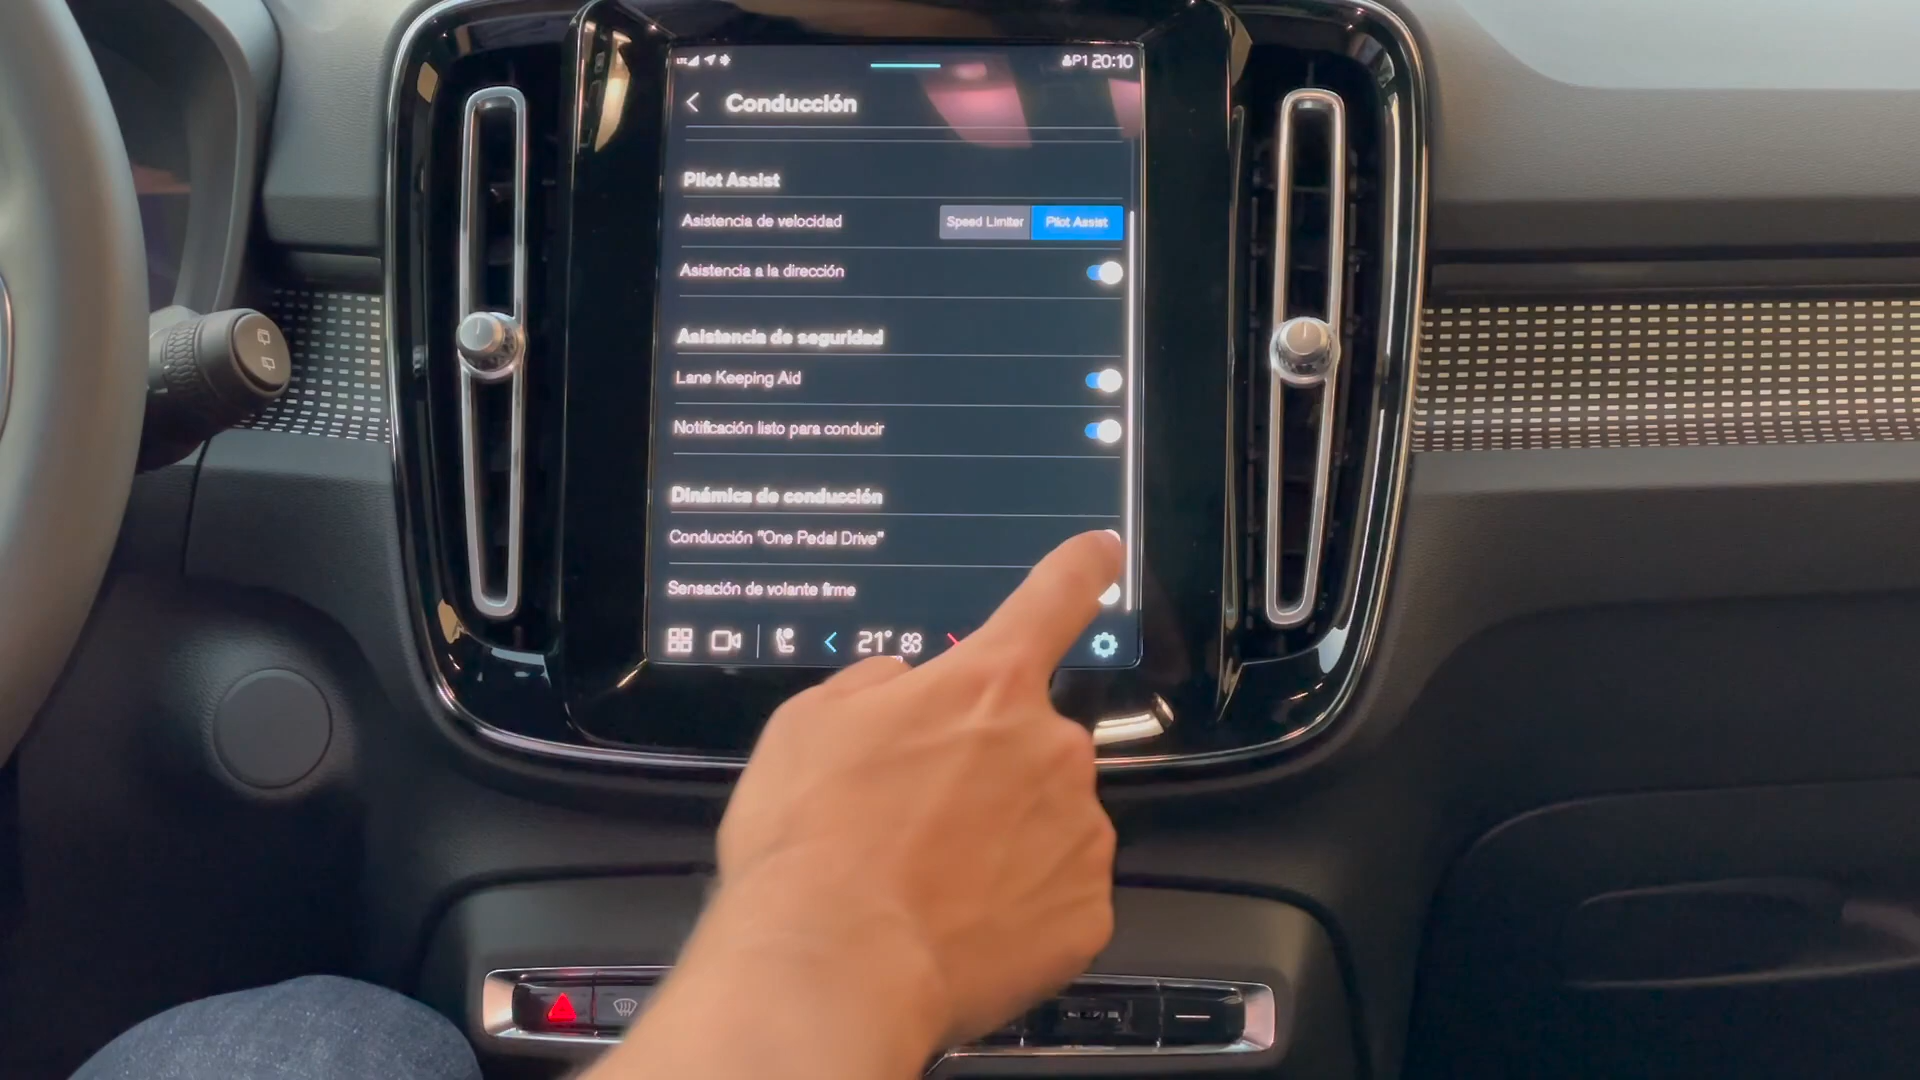 LTE P1 20:10
Conducción
Pilot Assist
Asistencia de velocidad Speed Limiter Pilot Assist
Asistencia a la dirección
Asistencia de seguridad
Lane Keeping Aid
Notificación listo para conducir
Dinámica de conducción
Conducción "One Pedal Drive"
Sensación de volante firme
21°